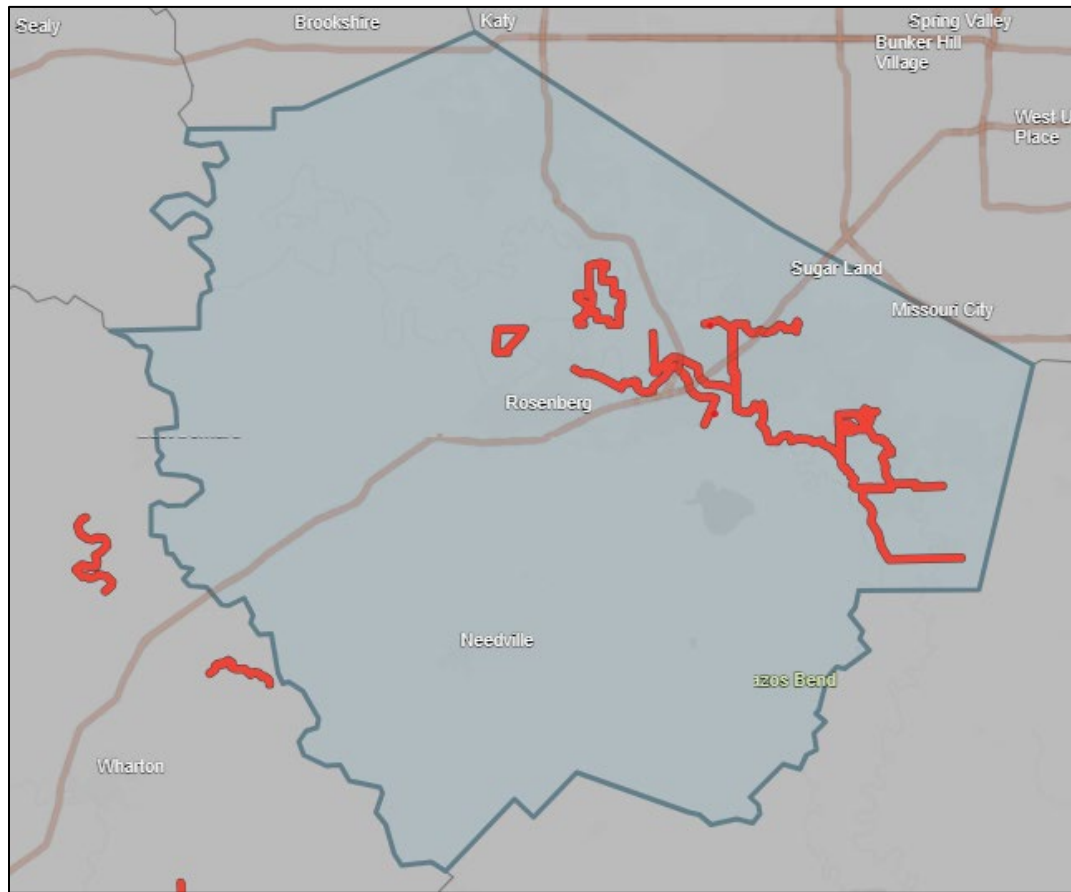 Sealy
Brookshire
Katy
Spring Valley
Bunker Hill
Village
West U
Place
Sugar Land
Missouri City
Rosenberg
Needville
azos Bend
Wharton